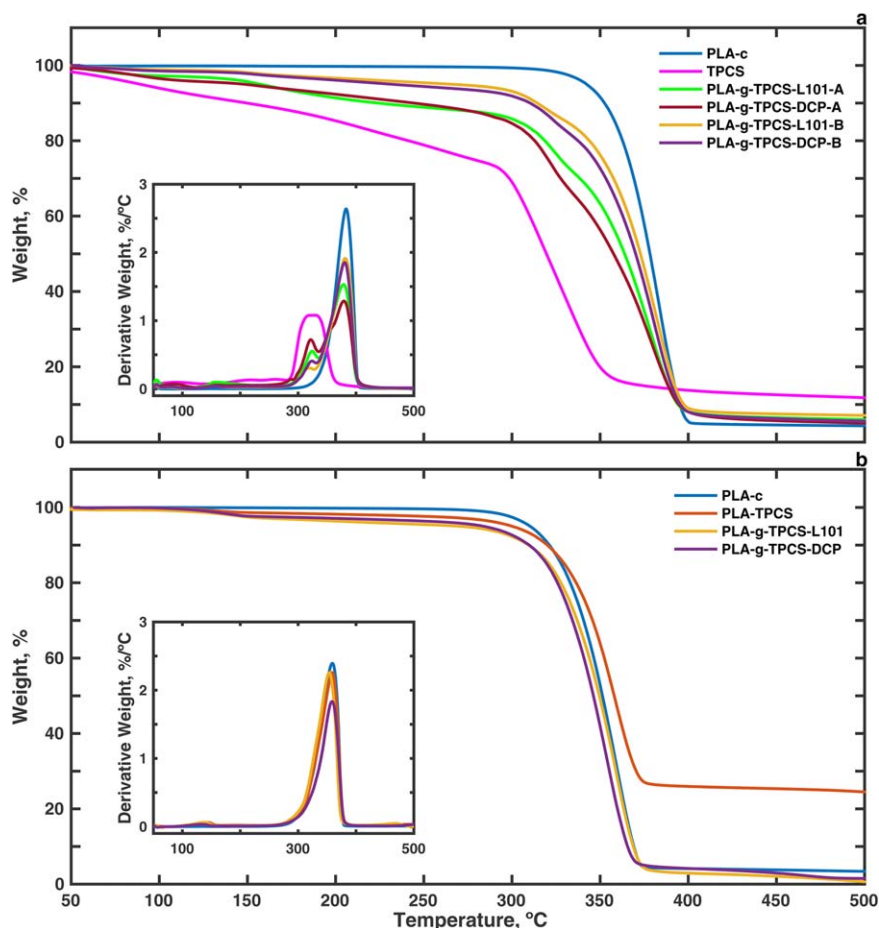 a
100
80
60
40
20
0
Weight, %
PLA-c
TPCS
PLA-g-TPCS-L101-A
PLA-g-TPCS-DCP-A
PLA-g-TPCS-L101-B
PLA-g-TPCS-DCP-B
3
2
1
0
Derivative Weight, %/ºC
100 300 500
b
100
80
60
40
20
0
Weight, %
PLA-c
PLA-TPCS
PLA-g-TPCS-L101
PLA-g-TPCS-DCP
3
2
1
0
Derivative Weight, %/ºC
100 300 500
50 100 150 200 250 300 350 400 450 500
Temperature, ºC